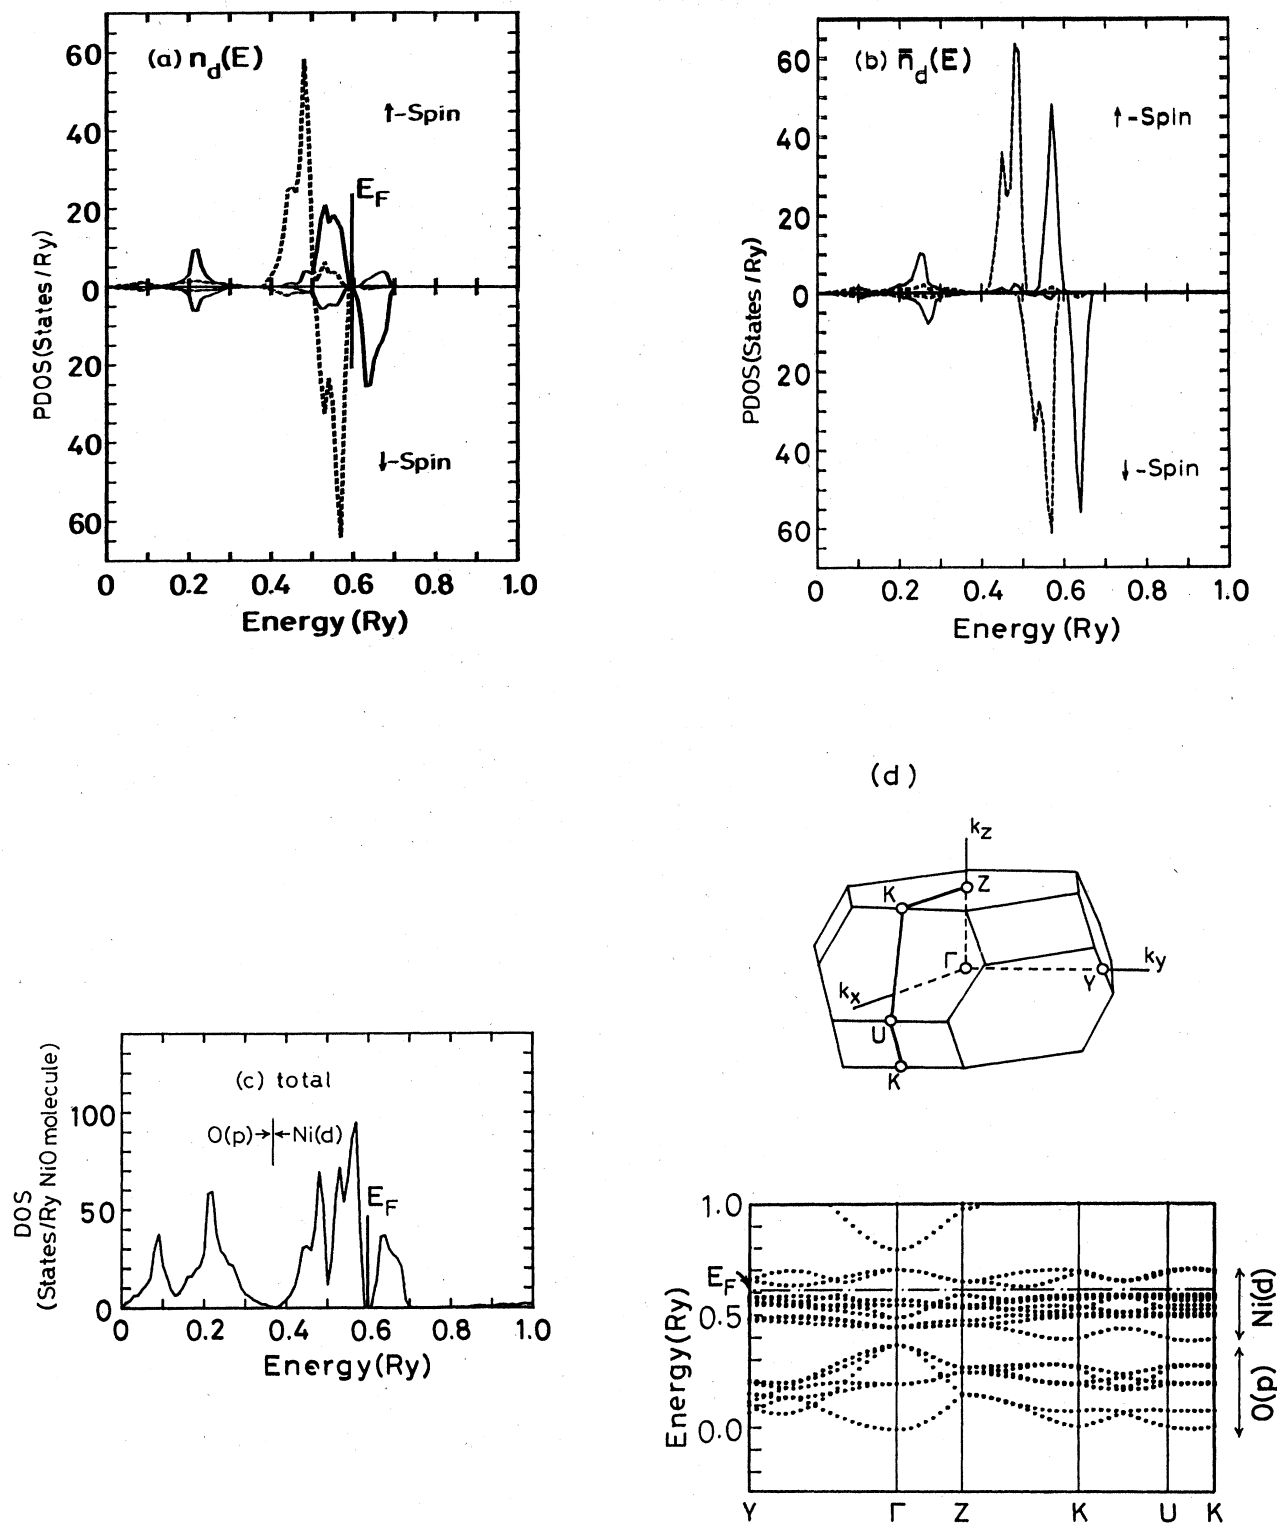 (a) n_d(E)
60
40
20
0
20
40
60
↑-Spin
E_F
↓-Spin
PDOS(States/Ry)
0 0.2 0.4 0.6 0.8 1.0
Energy(Ry)
(b) n̄_d(E)
60
40
20
0
20
40
60
↑-Spin
↓-Spin
PDOS(States/Ry)
0 0.2 0.4 0.6 0.8 1.0
Energy(Ry)
(c) total
O(p)→←Ni(d)
E_F
100
50
0
DOS
(States/Ry NiO molecule)
0 0.2 0.4 0.6 0.8 1.0
Energy(Ry)
(d)
k_z
K
Z
Γ
k_y
Y
k_x
U
K
1.0
E_F
0.5
0.0
Energy(Ry)
Ni(d)
O(p)
Y Γ Z K U K